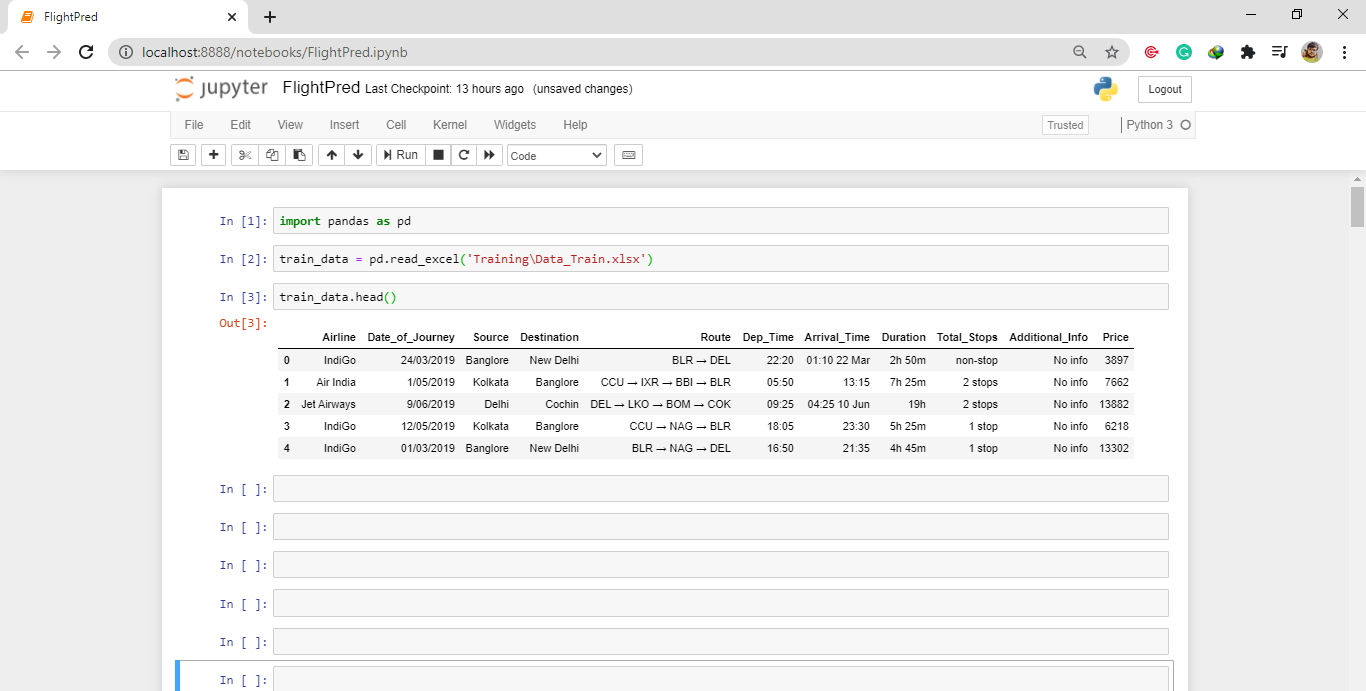 FlightPred
localhost:8888/notebooks/FlightPred.ipynb
jupyter FlightPred Last Checkpoint: 13 hours ago (unsaved changes) Logout
File Edit View Insert Cell Kernel Widgets Help Trusted Python 3
Run Code
In [1]: import pandas as pd
In [2]: train_data = pd.read_excel('Training\Data_Train.xlsx')
In [3]: train_data.head()
Out[3]:
Airline Date_of_Journey Source Destination Route Dep_Time Arrival_Time Duration Total_Stops Additional_Info Price
0 IndiGo 24/03/2019 Banglore New Delhi BLR → DEL 22:20 01:10 22 Mar 2h 50m non-stop No info 3897
1 Air India 1/05/2019 Kolkata Banglore CCU → IXR → BBI → BLR 05:50 13:15 7h 25m 2 stops No info 7662
2 Jet Airways 9/06/2019 Delhi Cochin DEL → LKO → BOM → COK 09:25 04:25 10 Jun 19h 2 stops No info 13882
3 IndiGo 12/05/2019 Kolkata Banglore CCU → NAG → BLR 18:05 23:30 5h 25m 1 stop No info 6218
4 IndiGo 01/03/2019 Banglore New Delhi BLR → NAG → DEL 16:50 21:35 4h 45m 1 stop No info 13302
In [ ]:
In [ ]:
In [ ]:
In [ ]:
In [ ]:
In [ ]: